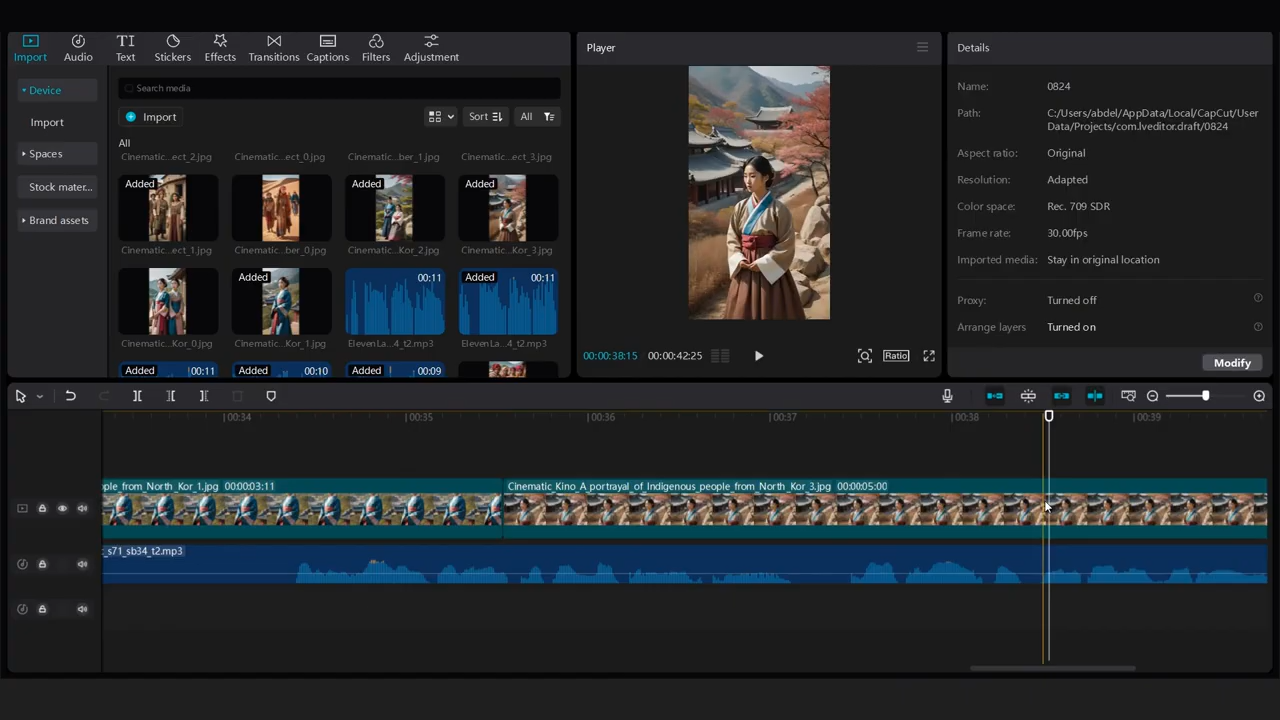 Import Audio Text Stickers Effects Transitions Captions Filters Adjustment
Device
Import
Spaces
Stock mater...
Brand assets
Search media
Import
Sort
All
All
Cinematic...ect_2.jpg Cinematic...ect_0.jpg Cinematic...ber_1.jpg Cinematic...ect_3.jpg
Added Added Added
Cinematic...ect_1.jpg Cinematic...ber_0.jpg Cinematic...Kor_2.jpg Cinematic...Kor_3.jpg
Added 00:11 Added 00:11
Cinematic...Kor_0.jpg Cinematic...Kor_1.jpg ElevenLa...4_t2.mp3 ElevenLa...4_t2.mp3
Added 00:11 Added 00:10 Added 00:09
Player
00:00:38:15 00:00:42:25
Ratio
Details
Name: 0824
Path: C:/Users/abdel/AppData/Local/CapCut/User
Data/Projects/com.lveditor.draft/0824
Aspect ratio: Original
Resolution: Adapted
Color space: Rec. 709 SDR
Frame rate: 30.00fps
Imported media: Stay in original location
Proxy: Turned off
Arrange layers Turned on
Modify
00:34 00:35 00:36 00:37 00:38 00:39
ple_from_North_Kor_1.jpg 00:00:03:11 Cinematic_Kino_A_portrayal_of_Indigenous_people_from_North_Kor_3.jpg 00:00:05:00
_s71_sb34_t2.mp3